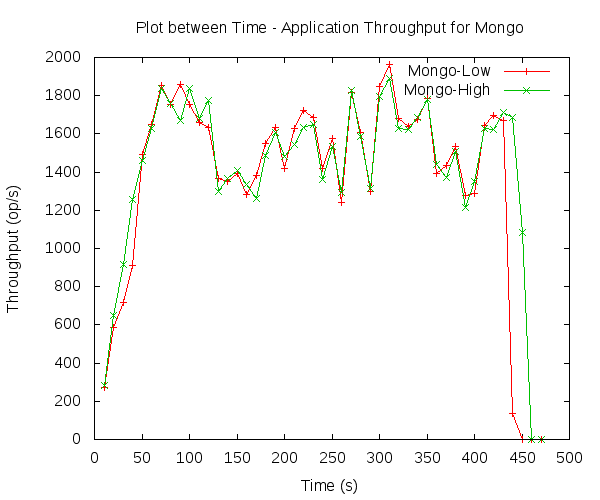 Plot between Time - Application Throughput for Mongo
2000
1800
1600
1400
1200
1000
800
600
400
200
0
Throughput (op/s)
Mongo-Low
Mongo-High
0 50 100 150 200 250 300 350 400 450 500
Time (s)